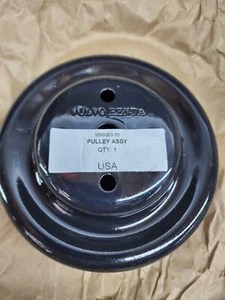 VOLVO PENTA
PULLEY ASSY
QTY: 1
USA